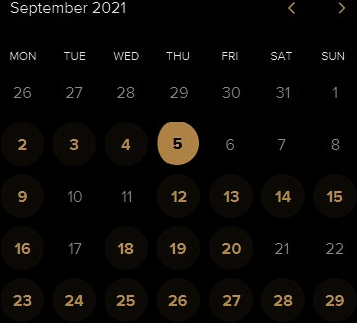 September 2021
MON TUE WED THU FRI SAT SUN
26 27 28 29 30 31 1
2 3 4 5 6 7 8
9 10 11 12 13 14 15
16 17 18 19 20 21 22
23 24 25 26 27 28 29